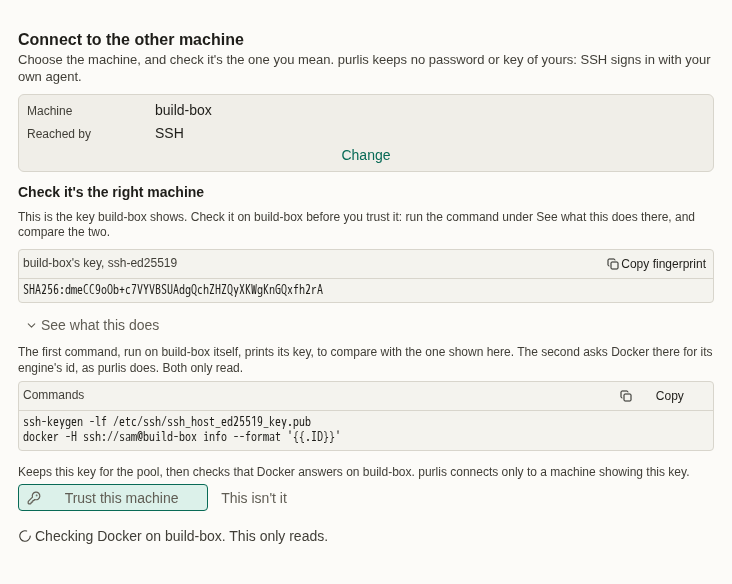 Connect to the other machine
Choose the machine, and check it's the one you mean. purlis keeps no password or key of yours: SSH signs in with your
own agent.
Machine build-box
Reached by SSH
Change
Check it's the right machine
This is the key build-box shows. Check it on build-box before you trust it: run the command under See what this does there, and
compare the two.
build-box's key, ssh-ed25519 Copy fingerprint
SHA256:dmeCC9oOb+c7VYVBSUAdgQchZHZQyXKWgKnGQxfh2rA
See what this does
The first command, run on build-box itself, prints its key, to compare with the one shown here. The second asks Docker there for its
engine's id, as purlis does. Both only read.
Commands Copy
ssh-keygen -lf /etc/ssh/ssh_host_ed25519_key.pub
docker -H ssh://sam@build-box info --format '{{.ID}}'
Keeps this key for the pool, then checks that Docker answers on build-box. purlis connects only to a machine showing this key.
Trust this machine This isn't it
Checking Docker on build-box. This only reads.